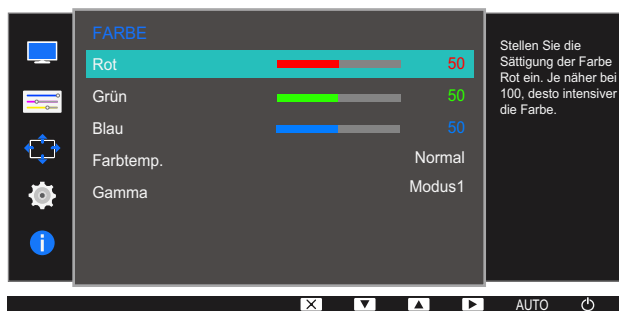 FARBE
Rot 50
Grün 50
Blau 50
Farbtemp. Normal
Gamma Modus1
Stellen Sie die
Sättigung der Farbe
Rot ein. Je näher bei
100, desto intensiver
die Farbe.
AUTO